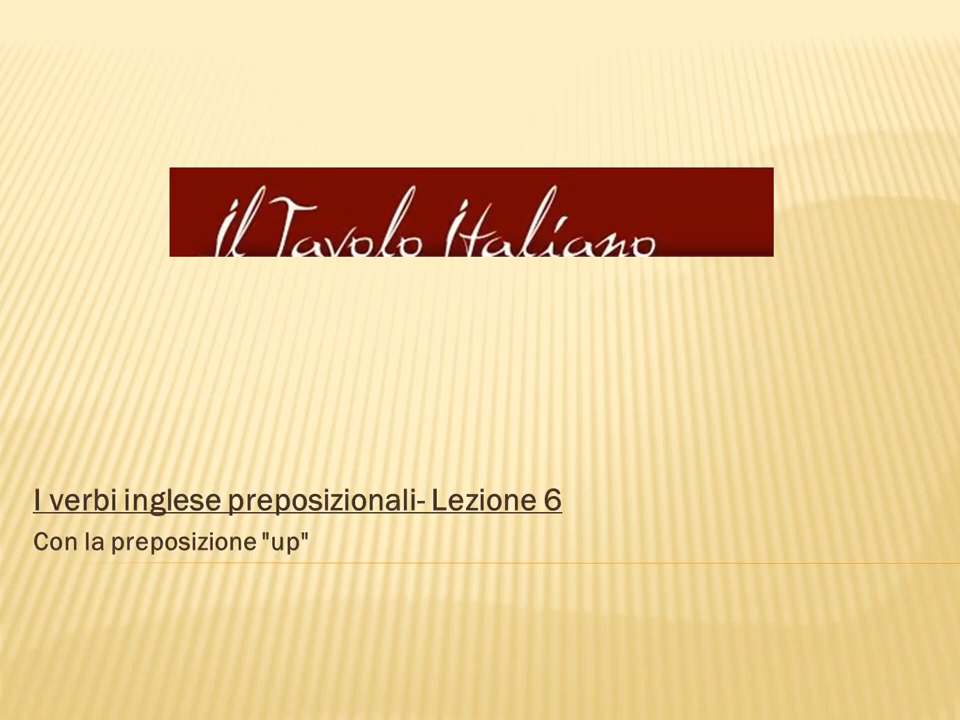 il Tavolo Italiano
I verbi inglese preposizionali- Lezione 6
Con la preposizione "up"